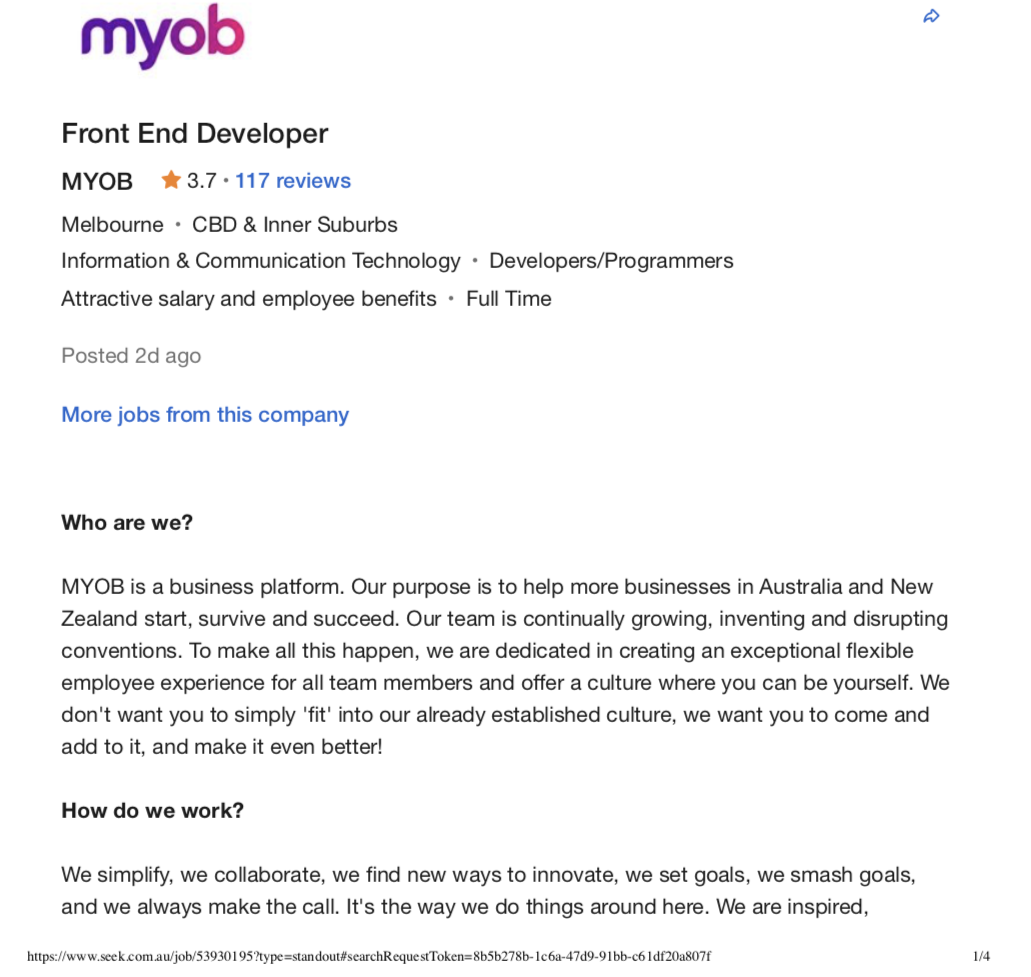 myob
Front End Developer
MYOB ★ 3.7 • 117 reviews
Melbourne • CBD & Inner Suburbs
Information & Communication Technology • Developers/Programmers
Attractive salary and employee benefits • Full Time
Posted 2d ago
More jobs from this company
Who are we?
MYOB is a business platform. Our purpose is to help more businesses in Australia and New
Zealand start, survive and succeed. Our team is continually growing, inventing and disrupting
conventions. To make all this happen, we are dedicated in creating an exceptional flexible
employee experience for all team members and offer a culture where you can be yourself. We
don't want you to simply 'fit' into our already established culture, we want you to come and
add to it, and make it even better!
How do we work?
We simplify, we collaborate, we find new ways to innovate, we set goals, we smash goals,
and we always make the call. It's the way we do things around here. We are inspired,
https://www.seek.com.au/job/53930195?type=standout#searchRequestToken=8b5b278b-1c6a-47d9-91bb-c61df20a807f 1/4